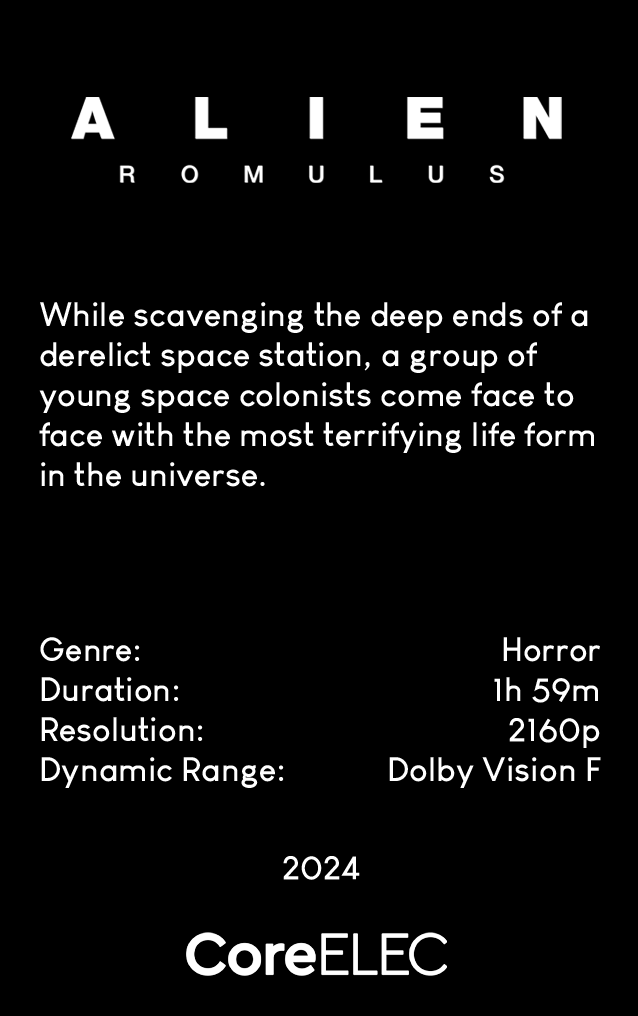 ALIEN
ROMULUS
While scavenging the deep ends of a
derelict space station, a group of
young space colonists come face to
face with the most terrifying life form
in the universe.
Genre: Horror
Duration: 1h 59m
Resolution: 2160p
Dynamic Range: Dolby Vision F
2024
CoreELEC